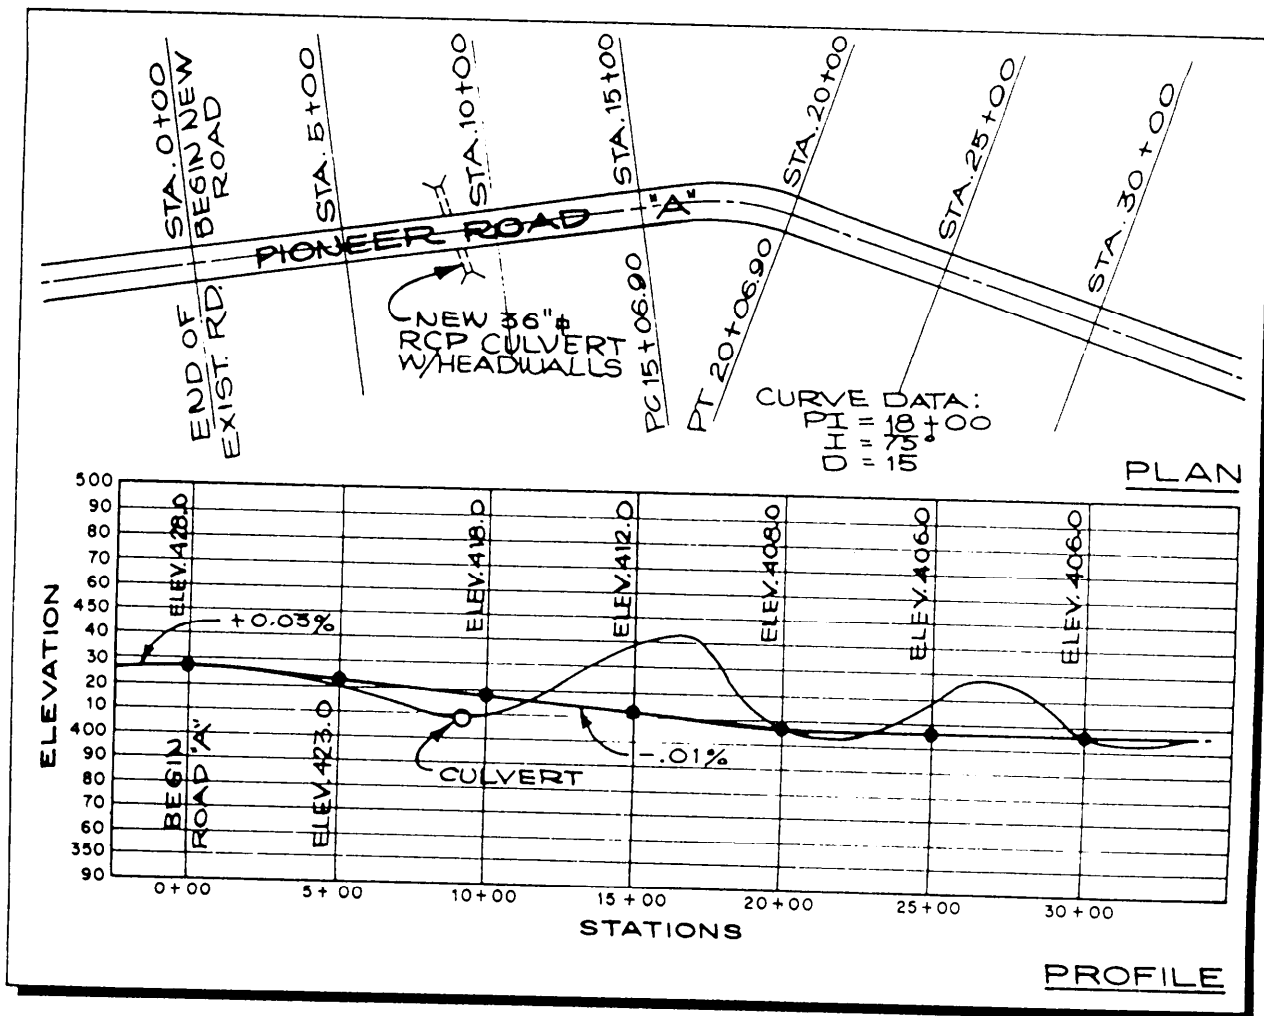 STA. 0+00
BEGIN NEW
ROAD
STA. 5+00
STA. 10+00
STA. 15+00
STA. 20+00
STA. 25+00
STA. 30+00
PIONEER ROAD "A"
END OF
EXIST. RD.
NEW 36"⌀
RCP CULVERT
W/HEADWALLS
PC 15+06.90
PT 20+06.90
CURVE DATA:
PI = 18+00
I = 75°
D = 15
PLAN
ELEVATION
500
90
80
70
60
450
40
30
20
10
400
90
80
70
60
350
90
ELEV. 428.0
ELEV. 418.0
ELEV. 412.0
ELEV. 408.0
ELEV. 406.0
ELEV. 406.0
+0.03%
BEGIN
ROAD "A"
ELEV. 423.0
CULVERT
-.01%
0+00
5+00
10+00
15+00
20+00
25+00
30+00
STATIONS
PROFILE